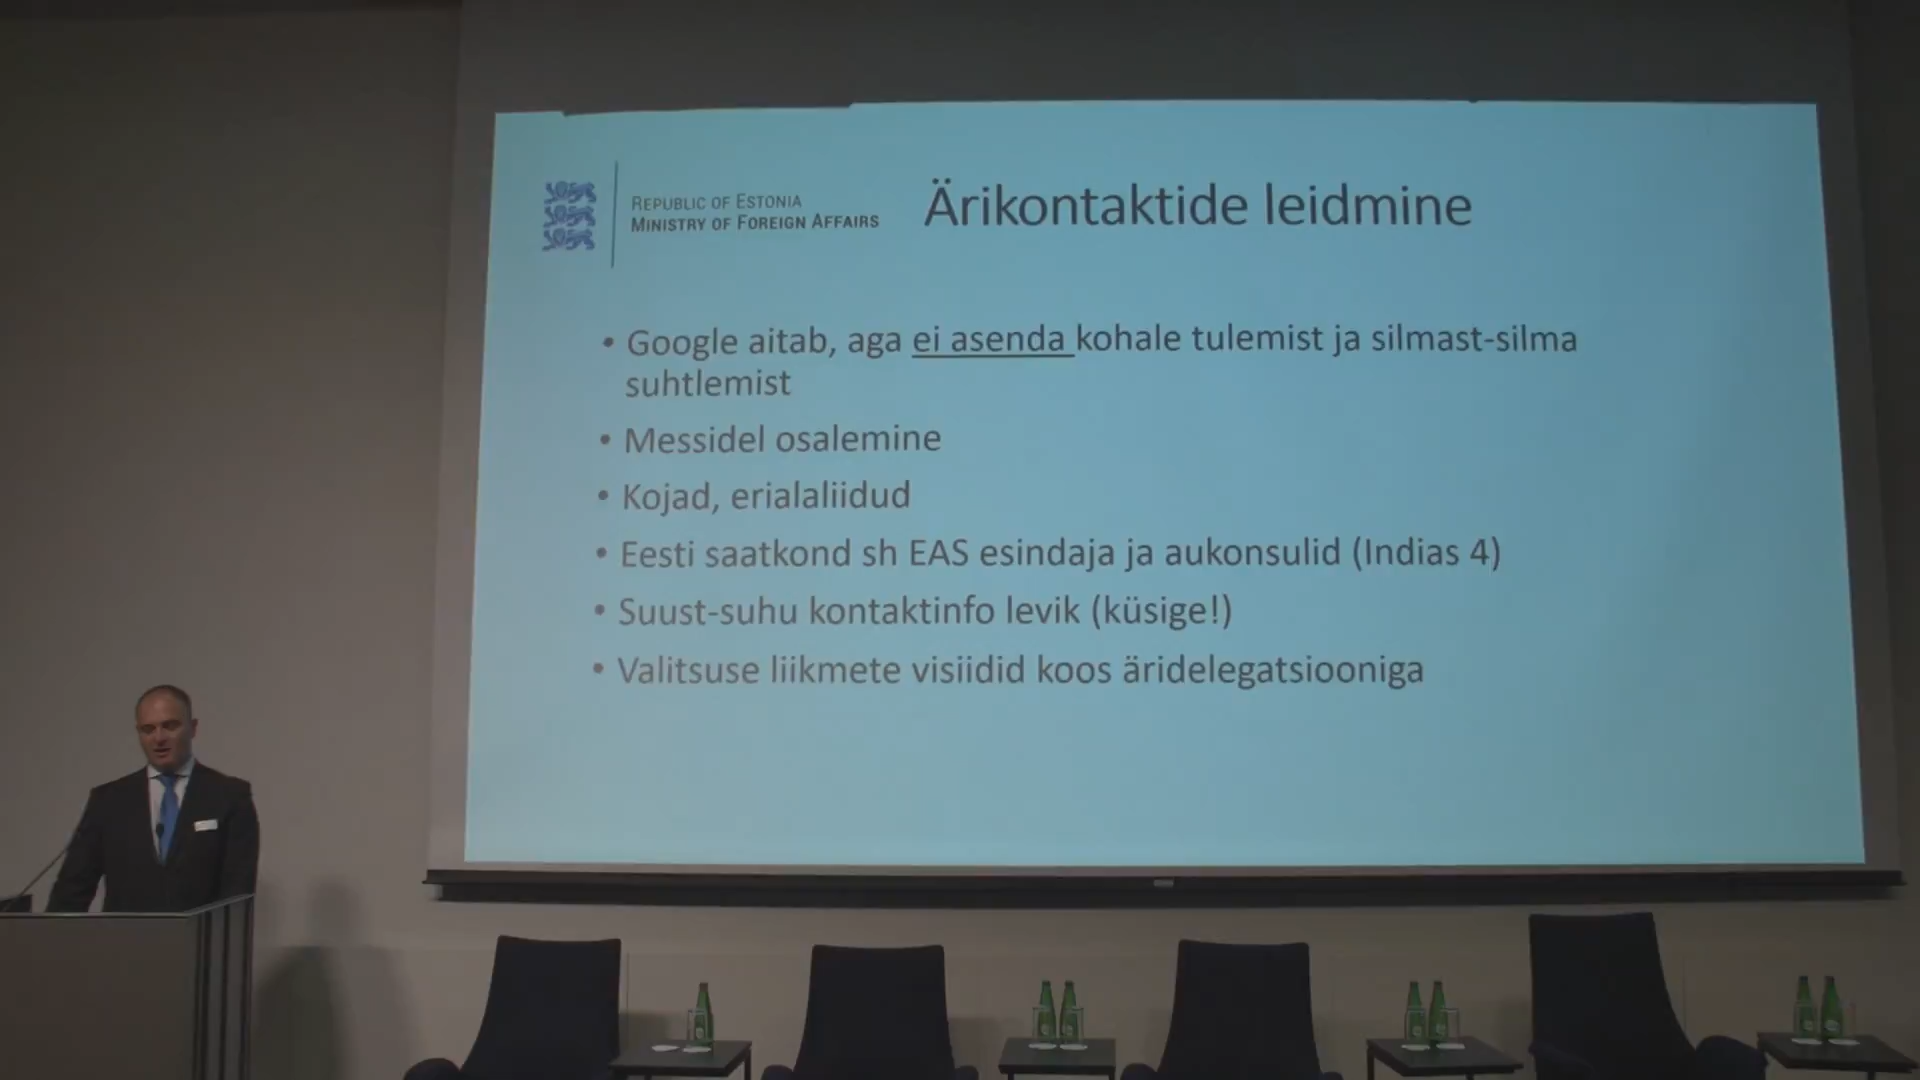 REPUBLIC OF ESTONIA
MINISTRY OF FOREIGN AFFAIRS
Ärikontaktide leidmine
• Google aitab, aga ei asenda kohale tulemist ja silmast-silma
suhtlemist
• Messidel osalemine
• Kojad, erialaliidud
• Eesti saatkond sh EAS esindaja ja aukonsulid (Indias 4)
• Suust-suhu kontaktinfo levik (küsige!)
• Valitsuse liikmete visiidid koos äridelegatsiooniga